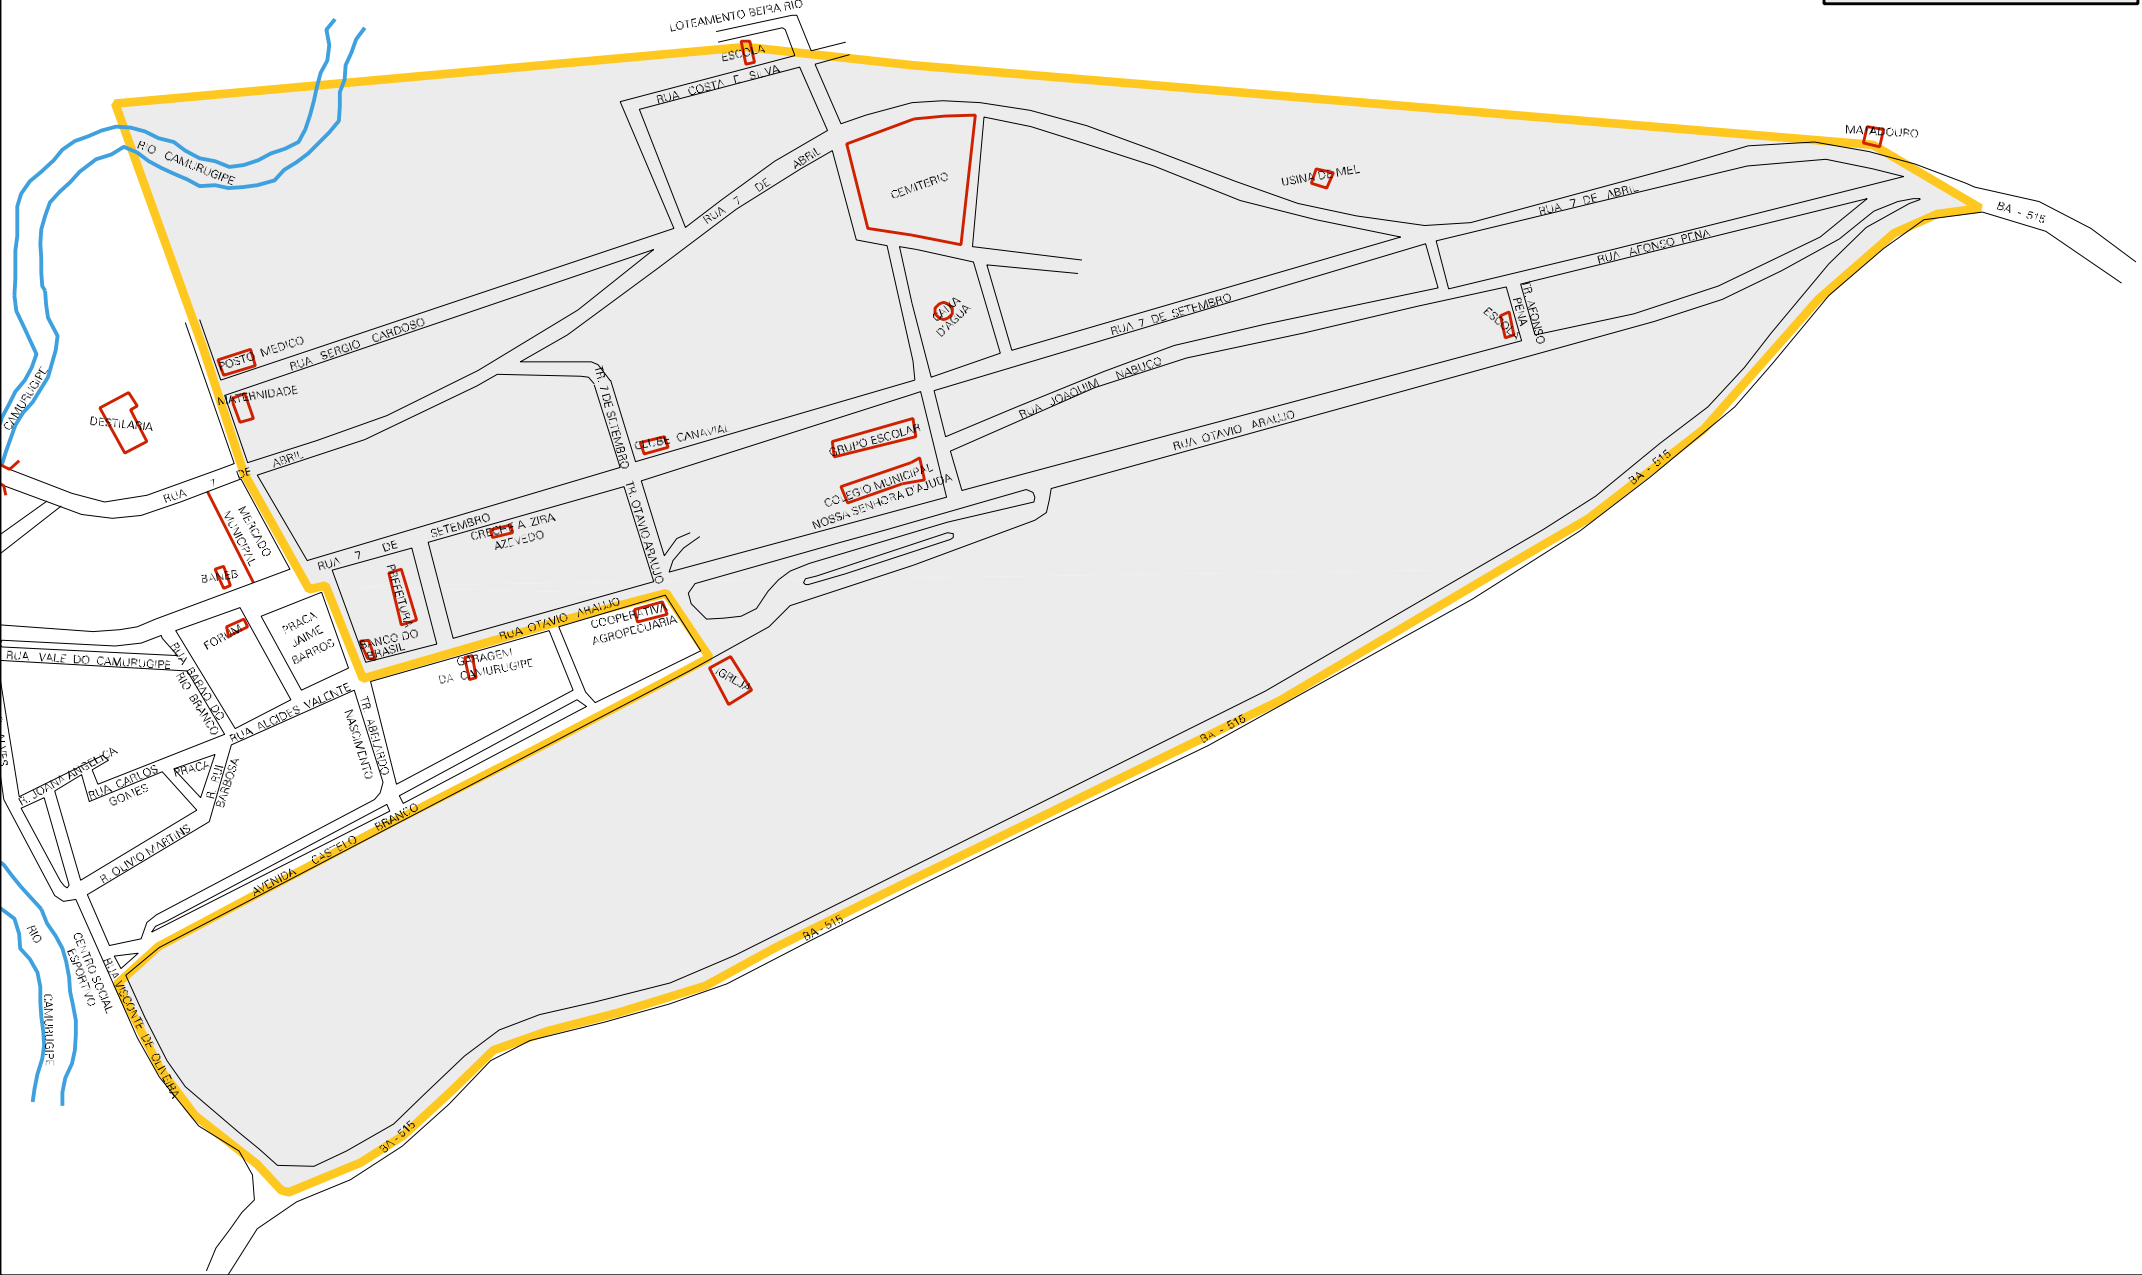 LOTEAMENTO BEIRA RIO
ESCOLA
RUA COSTA E SILVA
MATADOURO
RIO CAMURUGIPE
RUA 7 DE ABRIL
CEMITERIO
USINA DE MEL
RUA 7 DE ABRIL
BA - 515
RUA AFONSO PENA
CAIXA
D'AGUA
RUA 7 DE SETEMBRO
TR. AFONSO
PENA
ESCOLA
POSTO MEDICO
RUA SERGIO CARDOSO
MATERNIDADE
CAMURUGIPE
DESTILARIA
TR. 7 DE SETEMBRO
RUA JOAQUIM NABUCO
CLUBE CANAVIAL
GRUPO ESCOLAR
RUA OTAVIO ARAUJO
RUA 7 DE ABRIL
COLEGIO MUNICIPAL
NOSSA SENHORA D'AJUDA
BA - 515
MERCADO
MUNICIPAL
RUA 7 DE SETEMBRO
CRECHE A ZIRA
AZEVEDO
TR. OTAVIO ARAUJO
BANEB
PREFEITURA
FORUM
PRACA
JAIME
BARROS
BANCO DO
BRASIL
RUA OTAVIO ARAUJO
COOPERATIVA
AGROPECUARIA
RUA VALE DO CAMURUGIPE
RUA BARAO DO
RIO BRANCO
GARAGEM
DA CAMURUGIPE
IGREJA
RUA ALCIDES VALENTE
TR. ABELARDO
NASCIMENTO
BA - 515
ALVES
R. JOANA ANGELICA
RUA CARLOS
GOMES
PRACA
R. RUI
BARBOSA
R. OLIVIO MARTINS
AVENIDA CASTELO BRANCO
BA - 515
RIO
CAMURUGIPE
CENTRO SOCIAL
ESPORTIVO
RUA VISCONTE DE OLIVEIRA
BA - 515